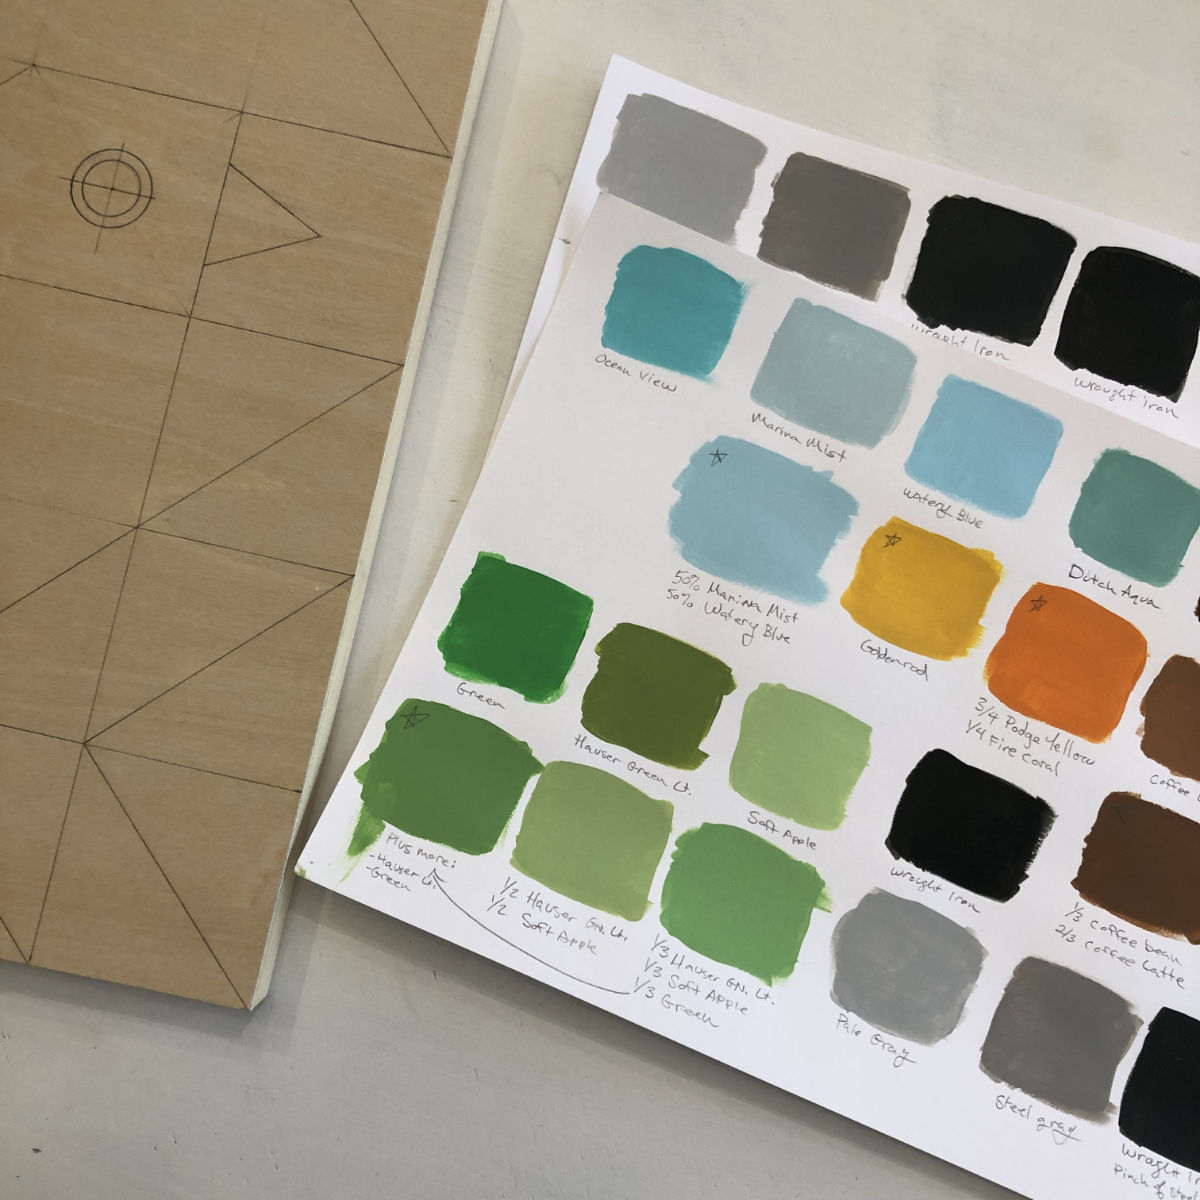 Wrought Iron
Wrought iron
Ocean View
Marina Mist
Watery Blue
Dutch Aqua
50% Marina Mist
50% Watery Blue
Goldenrod
3/4 Podge Yellow
1/4 Fire Coral
Coffee
Green
Hauser Green Lt.
Soft Apple
Wrought Iron
1/3 coffee bean
2/3 coffee Latte
Plus more:
-Hauser Lt.
-Green
1/2 Hauser Gn. Lt.
1/2 Soft Apple
1/3 Hauser GN. Lt.
1/3 Soft Apple
1/3 Green
Pale Gray
Steel gray
Pinch of